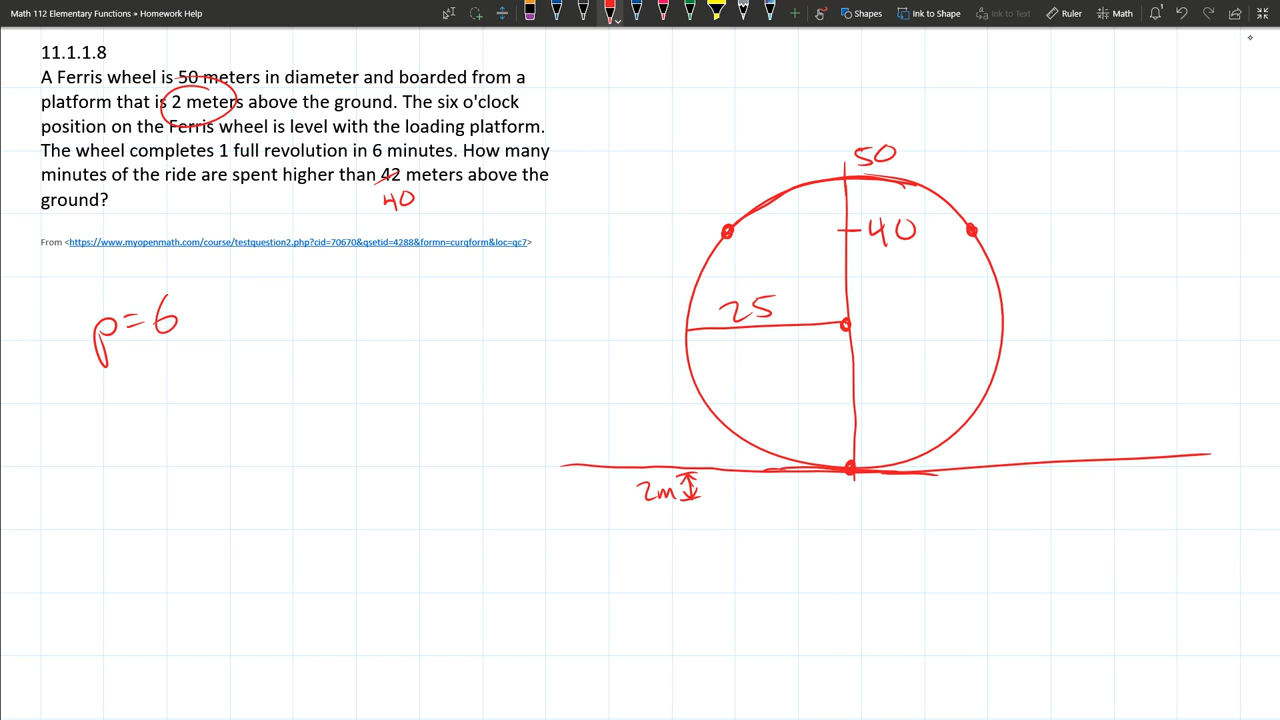 Math 112 Elementary Functions » Homework Help
Shapes
Ink to Shape
Ink to Text
Ruler
Math
11.1.1.8
A Ferris wheel is 50 meters in diameter and boarded from a
platform that is 2 meters above the ground. The six o'clock
position on the Ferris wheel is level with the loading platform.
The wheel completes 1 full revolution in 6 minutes. How many
minutes of the ride are spent higher than 42 meters above the
40
ground?
From <https://www.myopenmath.com/course/testquestion2.php?cid=70670&qsetid=4288&formn=curqform&loc=qc7>
p=6
50
40
25
2m